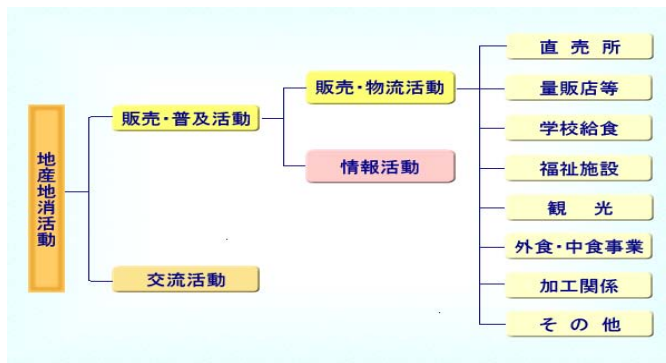 地産地消活動
販売・普及活動
交流活動
販売・物流活動
情報活動
直売所
量販店等
学校給食
福祉施設
観光
外食・中食事業
加工関係
その他